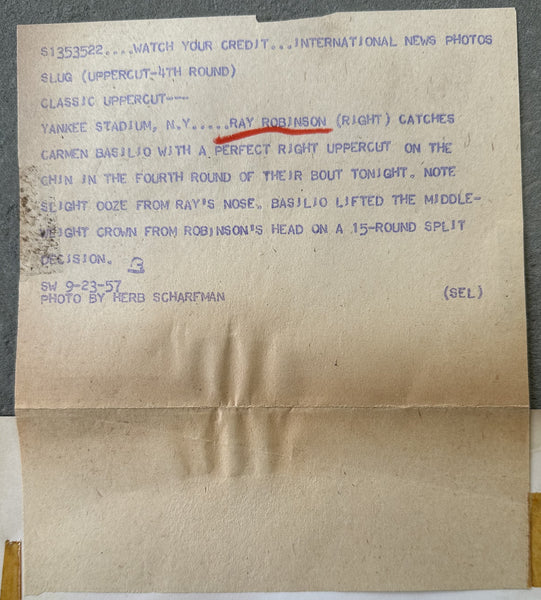 S1353522....WATCH YOUR CREDIT...INTERNATIONAL NEWS PHOTOS
SLUG (UPPERCUT-4TH ROUND)
CLASSIC UPPERCUT---
YANKEE STADIUM, N.Y.....RAY ROBINSON (RIGHT) CATCHES
CARMEN BASILIO WITH A PERFECT RIGHT UPPERCUT ON THE
CHIN IN THE FOURTH ROUND OF THEIR BOUT TONIGHT. NOTE
SLIGHT OOZE FROM RAY'S NOSE. BASILIO LIFTED THE MIDDLE-
WEIGHT CROWN FROM ROBINSON'S HEAD ON A 15-ROUND SPLIT
DECISION. 3
SW 9-23-57
PHOTO BY HERB SCHARFMAN (SEL)